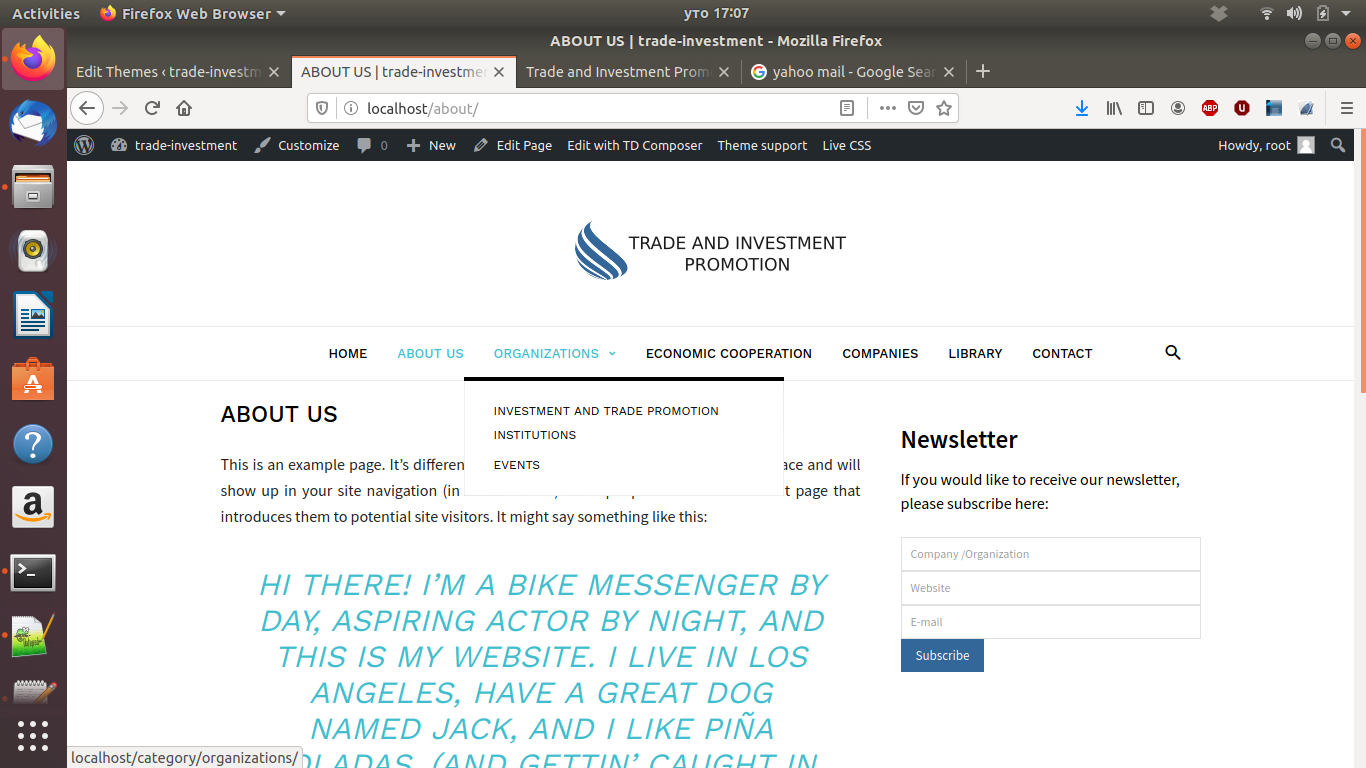 Activities Firefox Web Browser уто 17:07
ABOUT US | trade-investment - Mozilla Firefox
Edit Themes ‹ trade-investm ABOUT US | trade-investmen Trade and Investment Prom yahoo mail - Google Sear
localhost/about/ ABP
trade-investment Customize 0 New Edit Page Edit with TD Composer Theme support Live CSS Howdy, root
TRADE AND INVESTMENT
PROMOTION
HOME ABOUT US ORGANIZATIONS ECONOMIC COOPERATION COMPANIES LIBRARY CONTACT
INVESTMENT AND TRADE PROMOTION
INSTITUTIONS
EVENTS
ABOUT US
This is an example page. It’s differen ace and will
show up in your site navigation (in t page that
introduces them to potential site visitors. It might say something like this:
HI THERE! I’M A BIKE MESSENGER BY
DAY, ASPIRING ACTOR BY NIGHT, AND
THIS IS MY WEBSITE. I LIVE IN LOS
ANGELES, HAVE A GREAT DOG
NAMED JACK, AND I LIKE PIÑA
OLADAS. (AND GETTIN’ CAUGHT IN
Newsletter
If you would like to receive our newsletter,
please subscribe here:
Company /Organization
Website
E-mail
Subscribe
localhost/category/organizations/